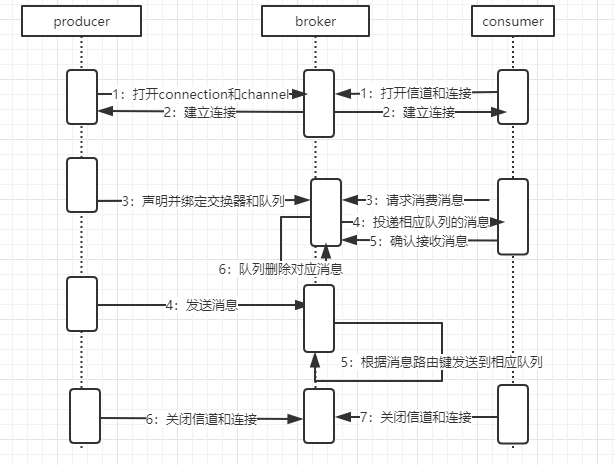 producer
broker
consumer
1：打开connection和channel
1：打开信道和连接
2：建立连接
2：建立连接
3：声明并绑定交换器和队列
3：请求消费消息
4：投递相应队列的消息
5：确认接收消息
6：队列删除对应消息
4：发送消息
5：根据消息路由键发送到相应队列
6：关闭信道和连接
7：关闭信道和连接